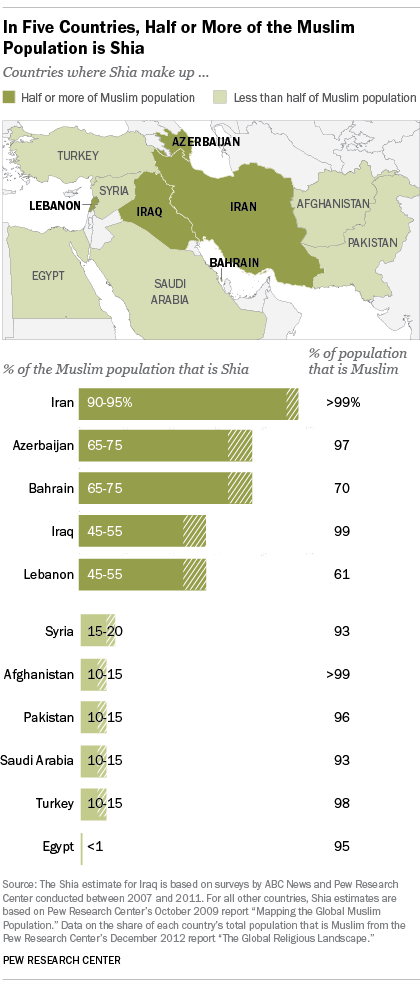 In Five Countries, Half or More of the Muslim
Population is Shia
Countries where Shia make up ...
Half or more of Muslim population Less than half of Muslim population
AZERBAIJAN
TURKEY
SYRIA
LEBANON
IRAQ
IRAN
AFGHANISTAN
PAKISTAN
BAHRAIN
EGYPT
SAUDI
ARABIA
% of the Muslim population that is Shia
% of population
that is Muslim
Iran 90-95% >99%
Azerbaijan 65-75 97
Bahrain 65-75 70
Iraq 45-55 99
Lebanon 45-55 61
Syria 15-20 93
Afghanistan 10-15 >99
Pakistan 10-15 96
Saudi Arabia 10-15 93
Turkey 10-15 98
Egypt <1 95
Source: The Shia estimate for Iraq is based on surveys by ABC News and Pew Research
Center conducted between 2007 and 2011. For all other countries, Shia estimates are
based on Pew Research Center's October 2009 report “Mapping the Global Muslim
Population.” Data on the share of each country's total population that is Muslim from the
Pew Research Center's December 2012 report “The Global Religious Landscape.”
PEW RESEARCH CENTER